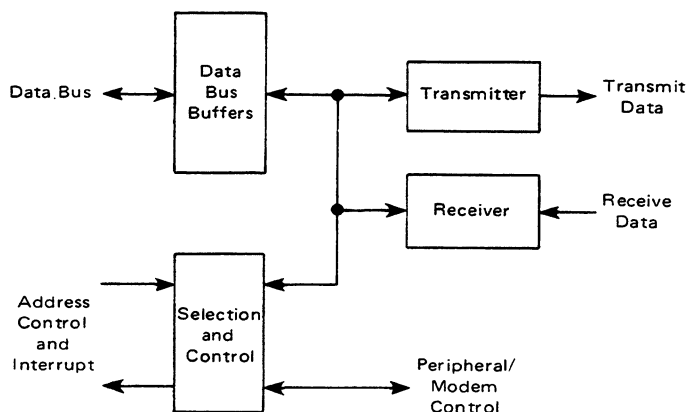 Data Bus
Data
Bus
Buffers
Transmitter
Transmit
Data
Receiver
Receive
Data
Address
Control
and
Interrupt
Selection
and
Control
Peripheral/
Modem
Control